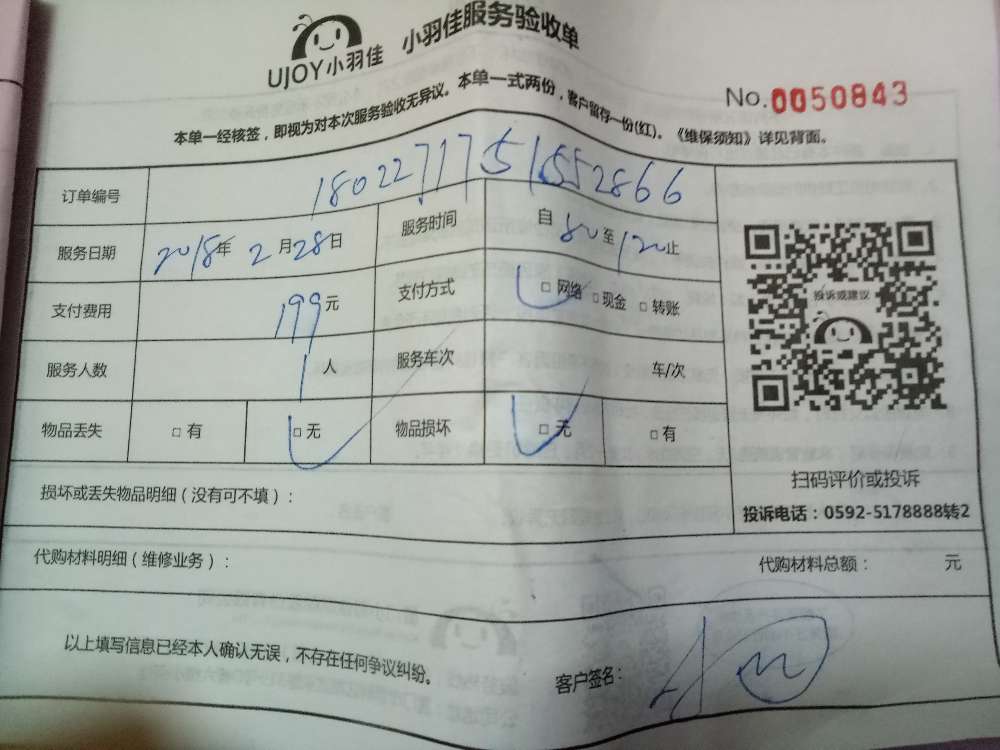 UJOY小羽佳 小羽佳服务验收单
No.0050843
本单一经核签，即视为对本次服务验收无异议。本单一式两份，客户留存一份(红)。《维保须知》详见背面。
订单编号 1802271751552866
服务日期 2018年2月28日 服务时间 自80至120止
支付费用 199元 支付方式 □网络 □现金 □转账
投诉或建议
服务人数 1人 服务车次 车/次
物品丢失 □有 □无 物品损坏 □无 □有
扫码评价或投诉
损坏或丢失物品明细（没有可不填）：
投诉电话：0592-5178888转2
代购材料明细（维修业务）： 代购材料总额： 元
以上填写信息已经本人确认无误，不存在任何争议纠纷。 客户签名：